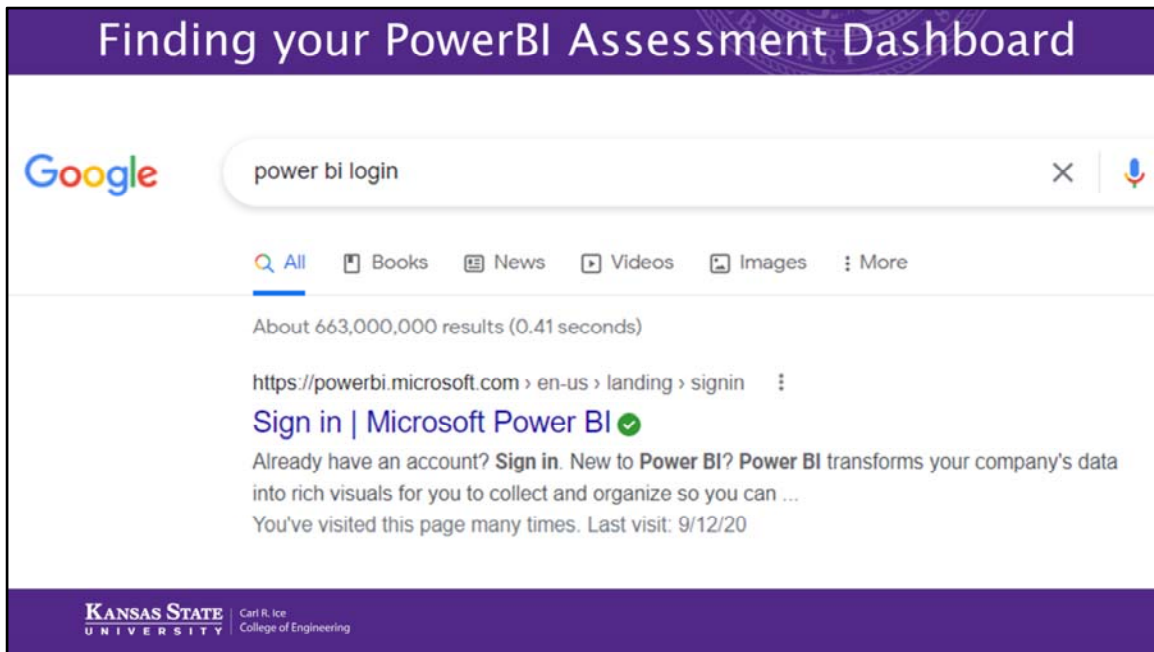 Finding your PowerBI Assessment Dashboard
Google
power bi login
All Books News Videos Images More
About 663,000,000 results (0.41 seconds)
https://powerbi.microsoft.com › en-us › landing › signin
Sign in | Microsoft Power BI
Already have an account? Sign in. New to Power BI? Power BI transforms your company's data
into rich visuals for you to collect and organize so you can ...
You've visited this page many times. Last visit: 9/12/20
KANSAS STATE
UNIVERSITY
Carl R. Ice
College of Engineering